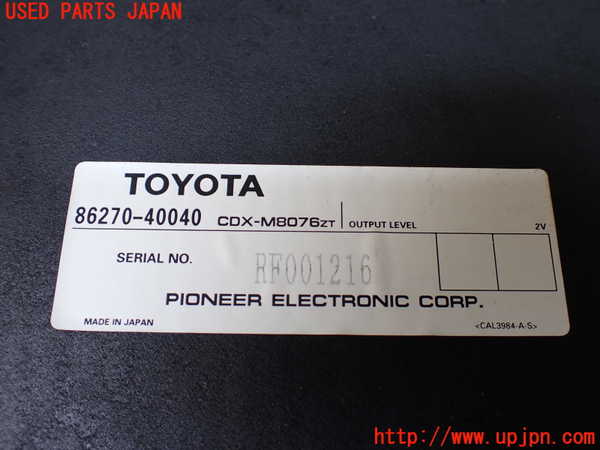 USED PARTS JAPAN
TOYOTA
86270-40040 CDX-M8076ZT OUTPUT LEVEL 2V
SERIAL NO. RF001216
PIONEER ELECTRONIC CORP.
MADE IN JAPAN <CAL3984-A-S>
http://www.upjpn.com/